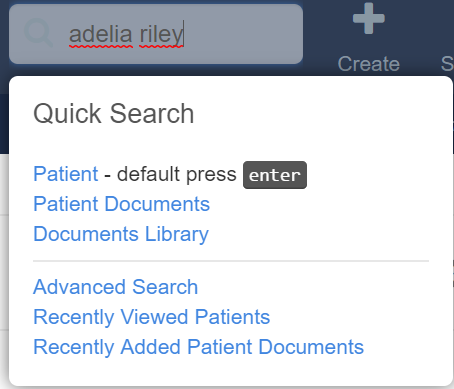 adelia riley
Create
S
Quick Search
Patient - default press enter
Patient Documents
Documents Library
Advanced Search
Recently Viewed Patients
Recently Added Patient Documents